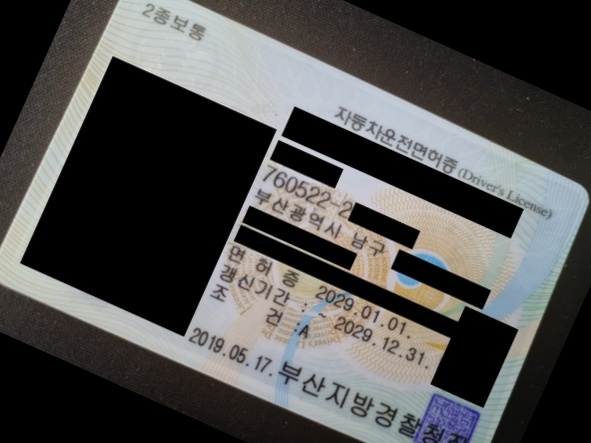 2종보통
자동차운전면허증 (Driver's License)
760522-2
부산광역시 남구
면 허 증
갱신기간 : 2029.01.01.
~ 2029.12.31.
조 건 :A
2019.05.17. 부산지방경찰청장